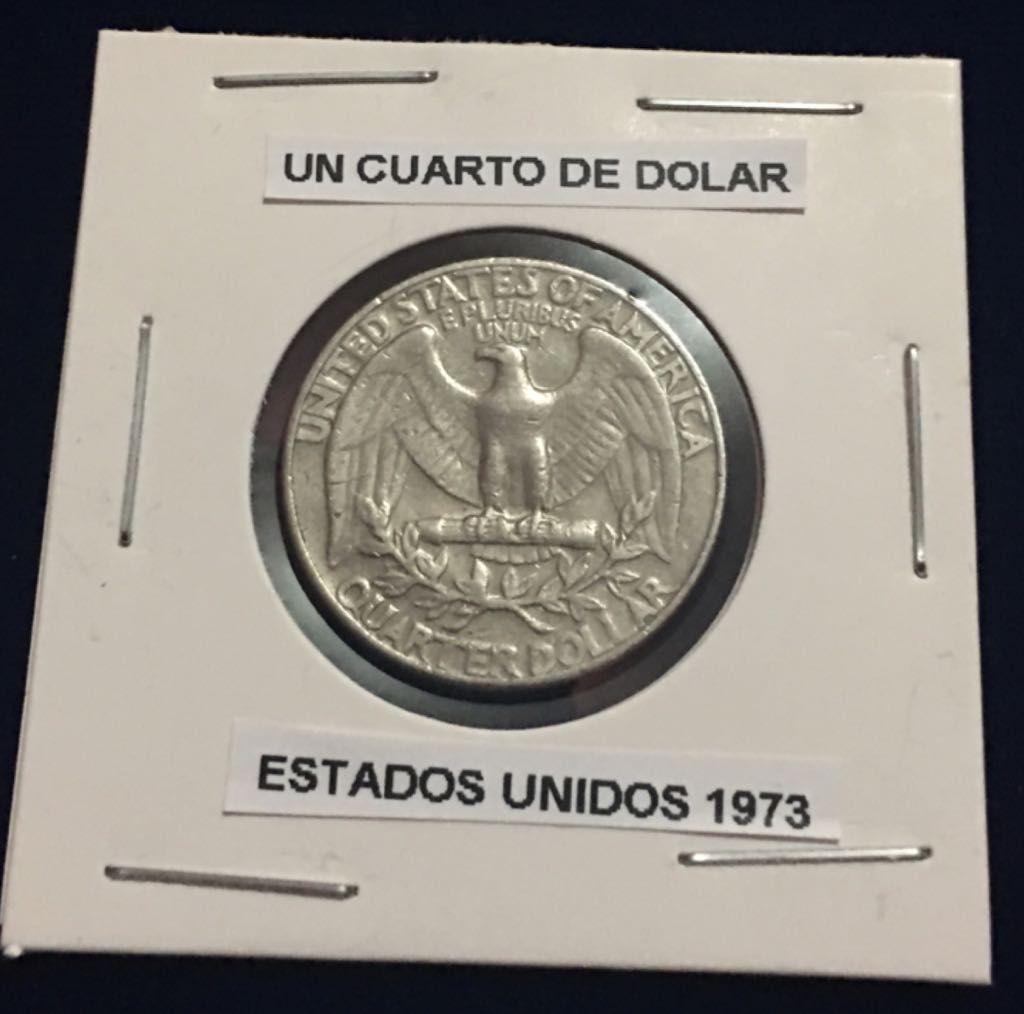 UN CUARTO DE DOLAR
UNITED STATES OF AMERICA
E PLURIBUS
UNUM
QUARTER DOLLAR
ESTADOS UNIDOS 1973